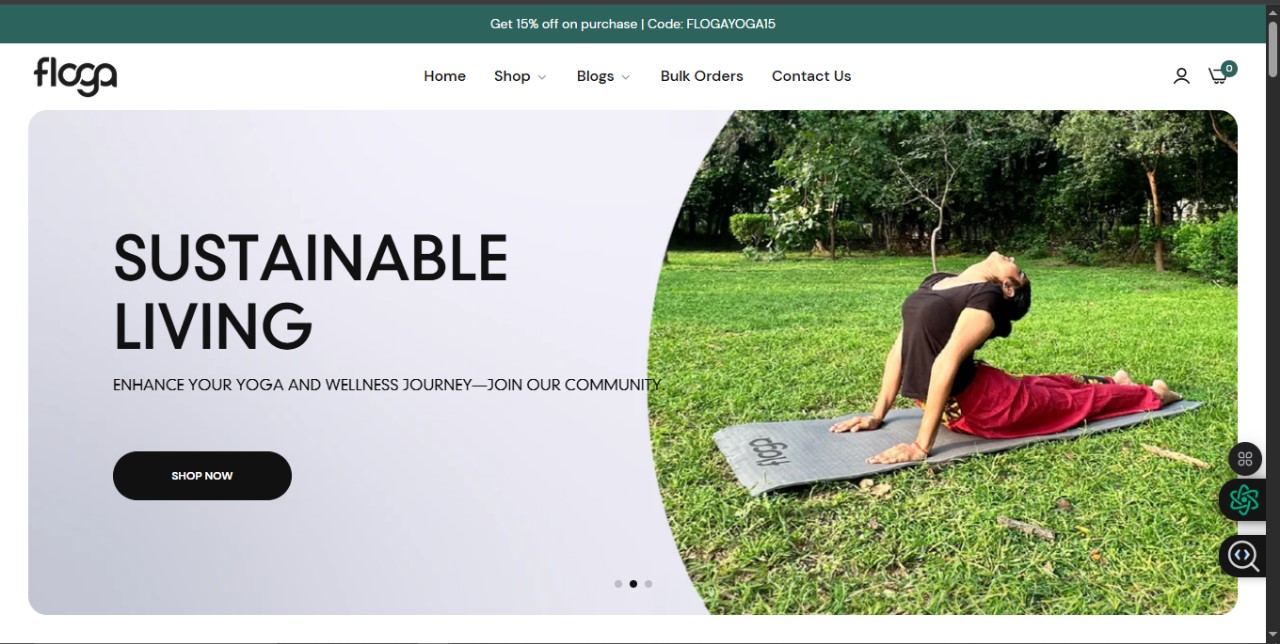 Get 15% off on purchase | Code: FLOGAYOGA15
floga
Home Shop Blogs Bulk Orders Contact Us
0
SUSTAINABLE
LIVING
ENHANCE YOUR YOGA AND WELLNESS JOURNEY—JOIN OUR COMMUNITY
SHOP NOW
floga